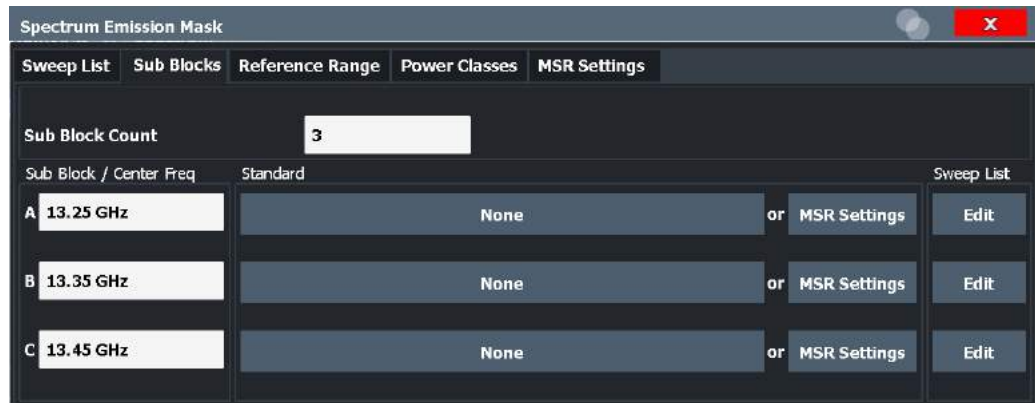 Spectrum Emission Mask
X
Sweep List Sub Blocks Reference Range Power Classes MSR Settings
Sub Block Count 3
Sub Block / Center Freq Standard Sweep List
A 13.25 GHz None or MSR Settings Edit
B 13.35 GHz None or MSR Settings Edit
C 13.45 GHz None or MSR Settings Edit